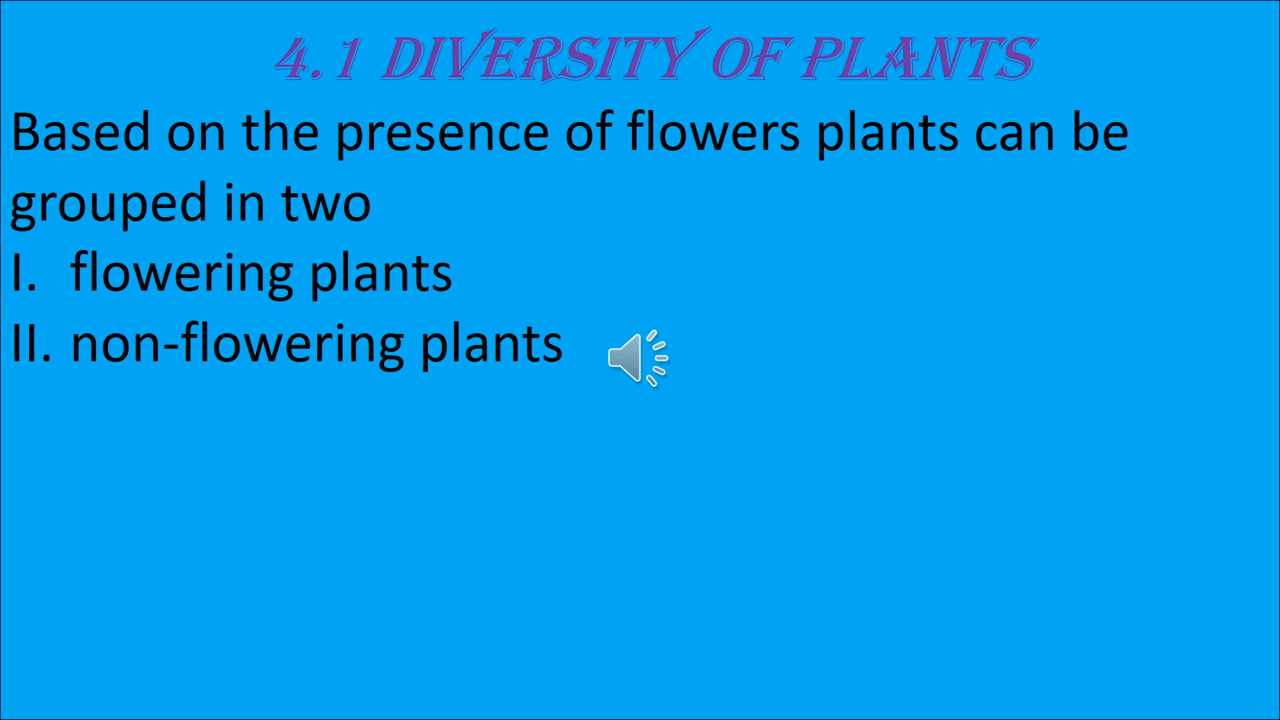 4.1 DIVERSITY OF PLANTS
Based on the presence of flowers plants can be
grouped in two
I. flowering plants
II. non-flowering plants